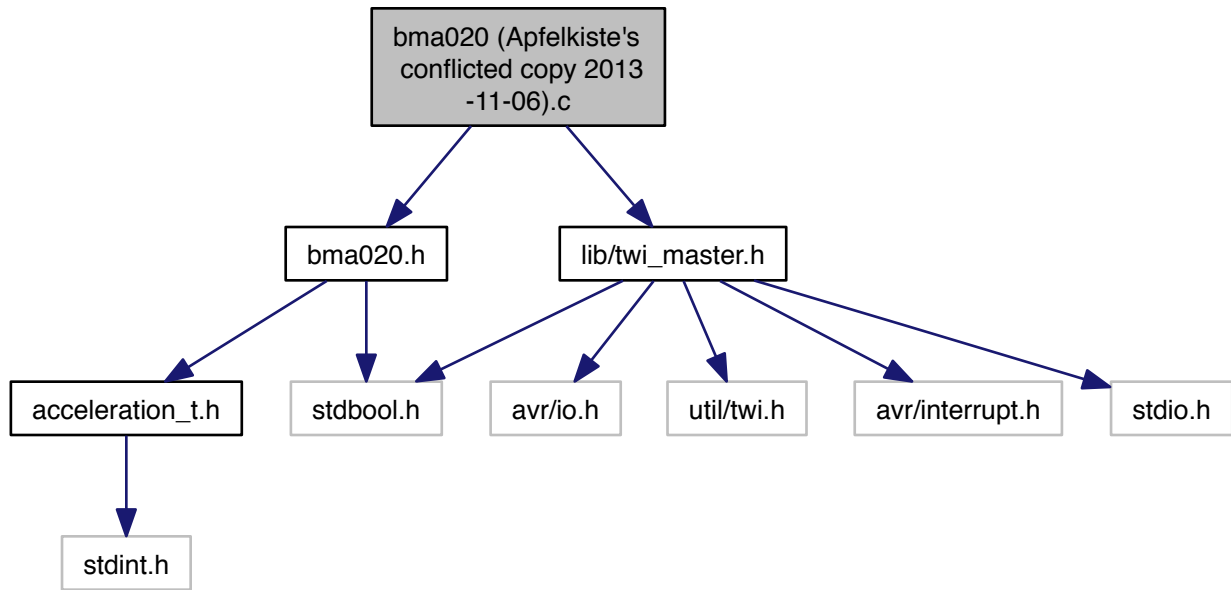 bma020 (Apfelkiste's
conflicted copy 2013
-11-06).c
bma020.h
lib/twi_master.h
acceleration_t.h
stdbool.h
avr/io.h
util/twi.h
avr/interrupt.h
stdio.h
stdint.h